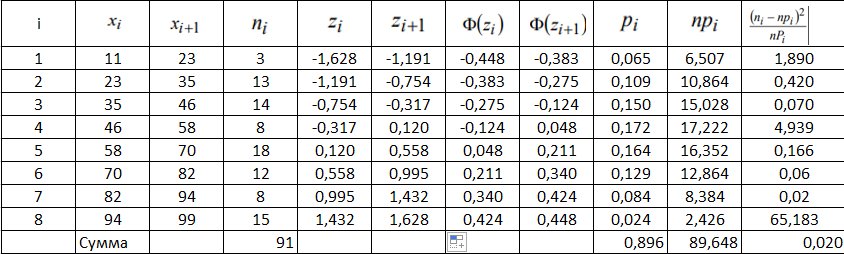 i x_i x_{i+1} n_i z_i z_{i+1} Φ(z_i) Φ(z_{i+1}) p_i np_i (n_i – np_i)²/nP_i
1 11 23 3 -1,628 -1,191 -0,448 -0,383 0,065 6,507 1,890
2 23 35 13 -1,191 -0,754 -0,383 -0,275 0,109 10,864 0,420
3 35 46 14 -0,754 -0,317 -0,275 -0,124 0,150 15,028 0,070
4 46 58 8 -0,317 0,120 -0,124 0,048 0,172 17,222 4,939
5 58 70 18 0,120 0,558 0,048 0,211 0,164 16,352 0,166
6 70 82 12 0,558 0,995 0,211 0,340 0,129 12,864 0,06
7 82 94 8 0,995 1,432 0,340 0,424 0,084 8,384 0,02
8 94 99 15 1,432 1,628 0,424 0,448 0,024 2,426 65,183
Сумма 91 0,896 89,648 0,020